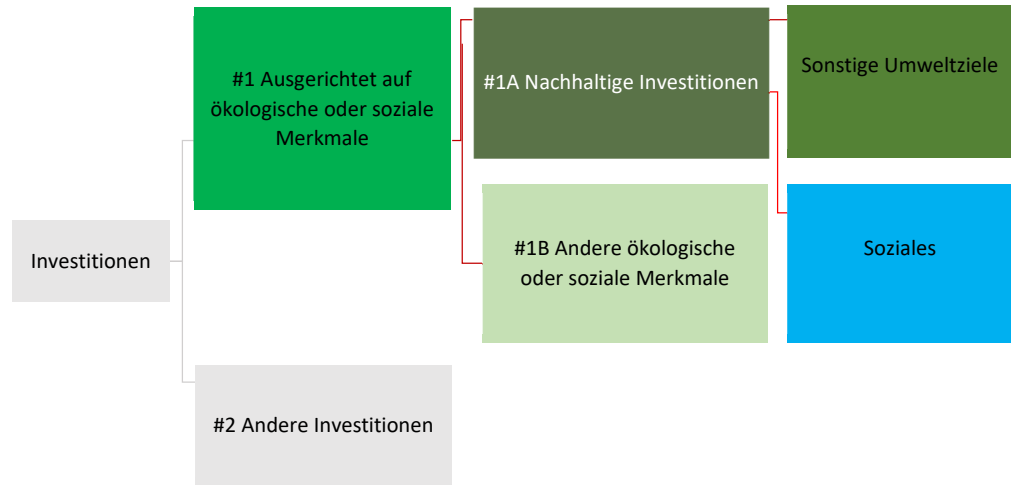 #1 Ausgerichtet auf
ökologische oder soziale
Merkmale
#1A Nachhaltige Investitionen
Sonstige Umweltziele
Investitionen
#1B Andere ökologische
oder soziale Merkmale
Soziales
#2 Andere Investitionen